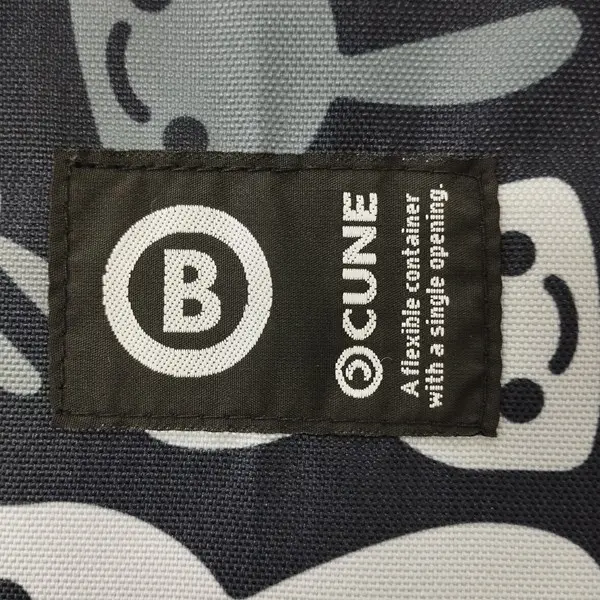 B
CUNE
A flexible container
with a single opening.